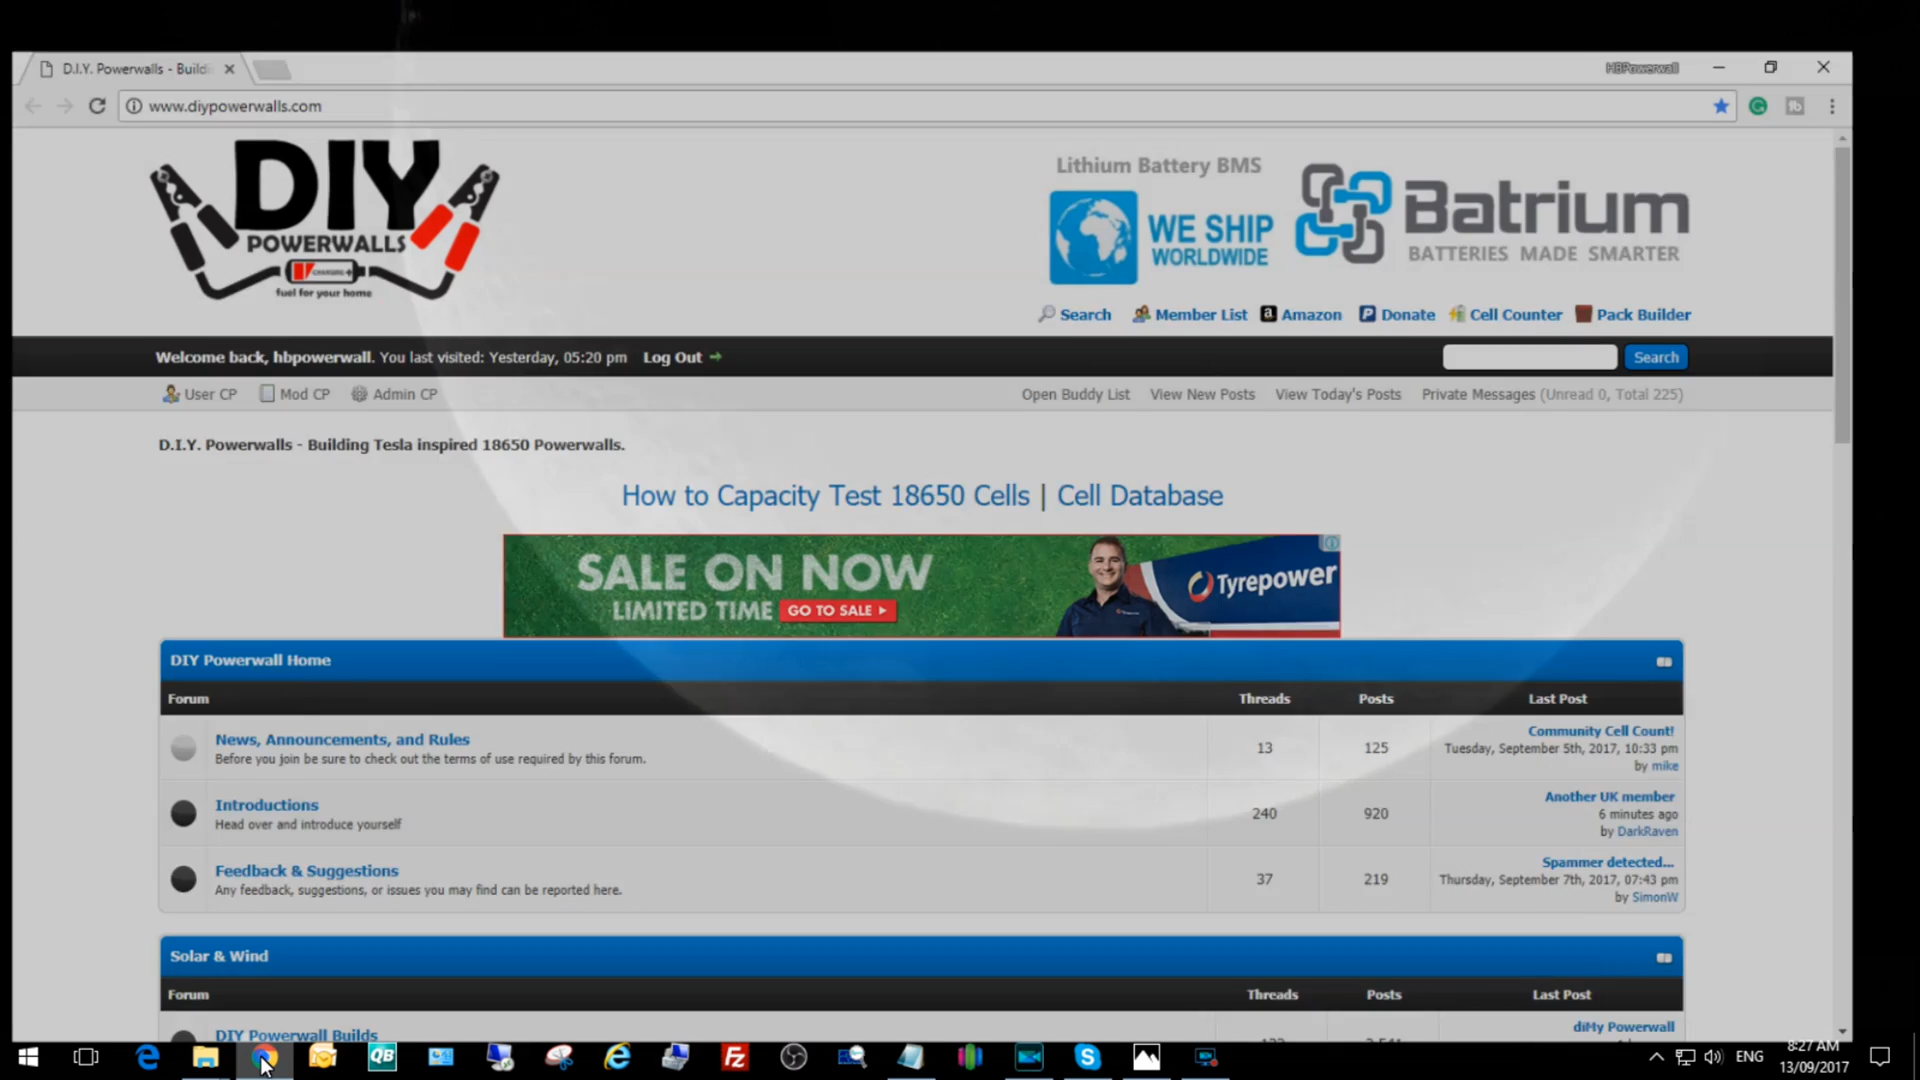 D.I.Y. Powerwalls - Buildi
HBPowerwall
www.diypowerwalls.com
DIY
POWERWALLS
fuel for your home
Lithium Battery BMS
WE SHIP
WORLDWIDE
Batrium
BATTERIES MADE SMARTER
Search Member List Amazon Donate Cell Counter Pack Builder
Welcome back, hbpowerwall. You last visited: Yesterday, 05:20 pm Log Out
Search
User CP Mod CP Admin CP
Open Buddy List View New Posts View Today's Posts Private Messages (Unread 0, Total 225)
D.I.Y. Powerwalls - Building Tesla inspired 18650 Powerwalls.
How to Capacity Test 18650 Cells | Cell Database
SALE ON NOW
LIMITED TIME GO TO SALE
Tyrepower
DIY Powerwall Home
Forum Threads Posts Last Post
News, Announcements, and Rules
Before you join be sure to check out the terms of use required by this forum.
13 125
Community Cell Count!
Tuesday, September 5th, 2017, 10:33 pm
by mike
Introductions
Head over and introduce yourself
240 920
Another UK member
6 minutes ago
by DarkRaven
Feedback & Suggestions
Any feedback, suggestions, or issues you may find can be reported here.
37 219
Spammer detected...
Thursday, September 7th, 2017, 07:43 pm
by SimonW
Solar & Wind
Forum Threads Posts Last Post
DIY Powerwall Builds
diMy Powerwall
QB
FZ
ENG
8:27 AM
13/09/2017